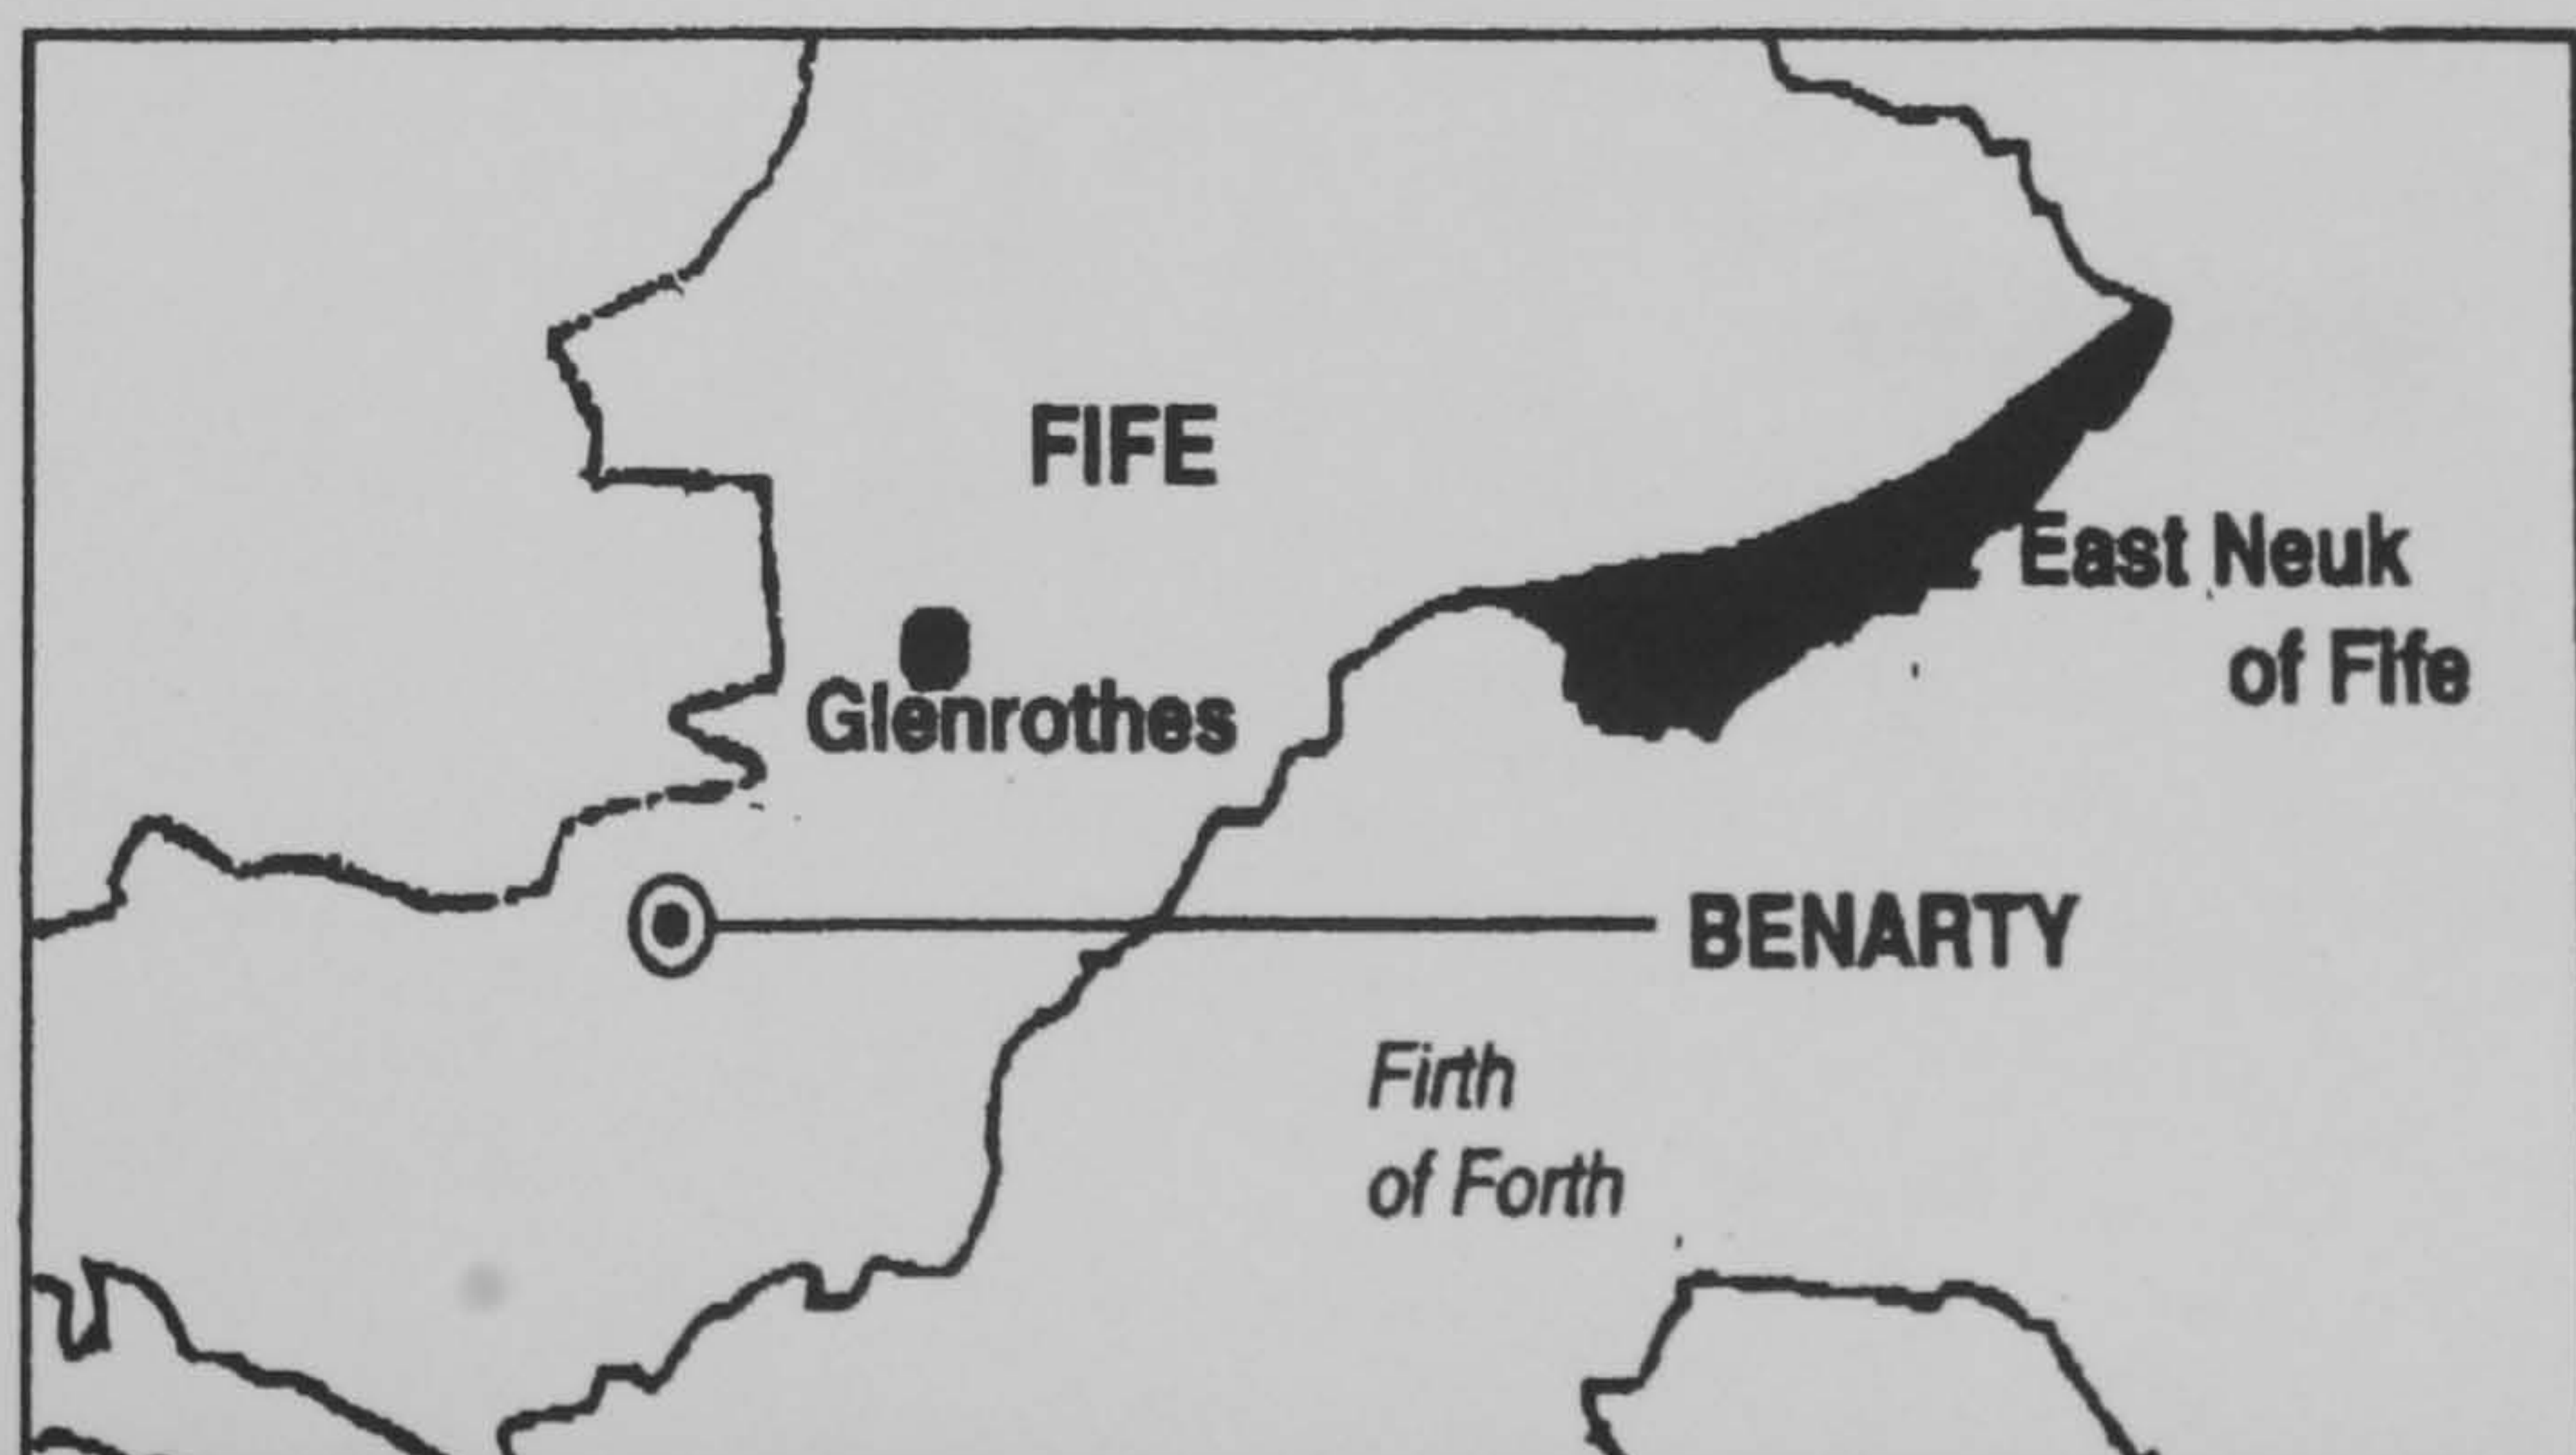 FIFE
East Neuk
of Fife
Glenrothes
BENARTY
Firth
of Forth